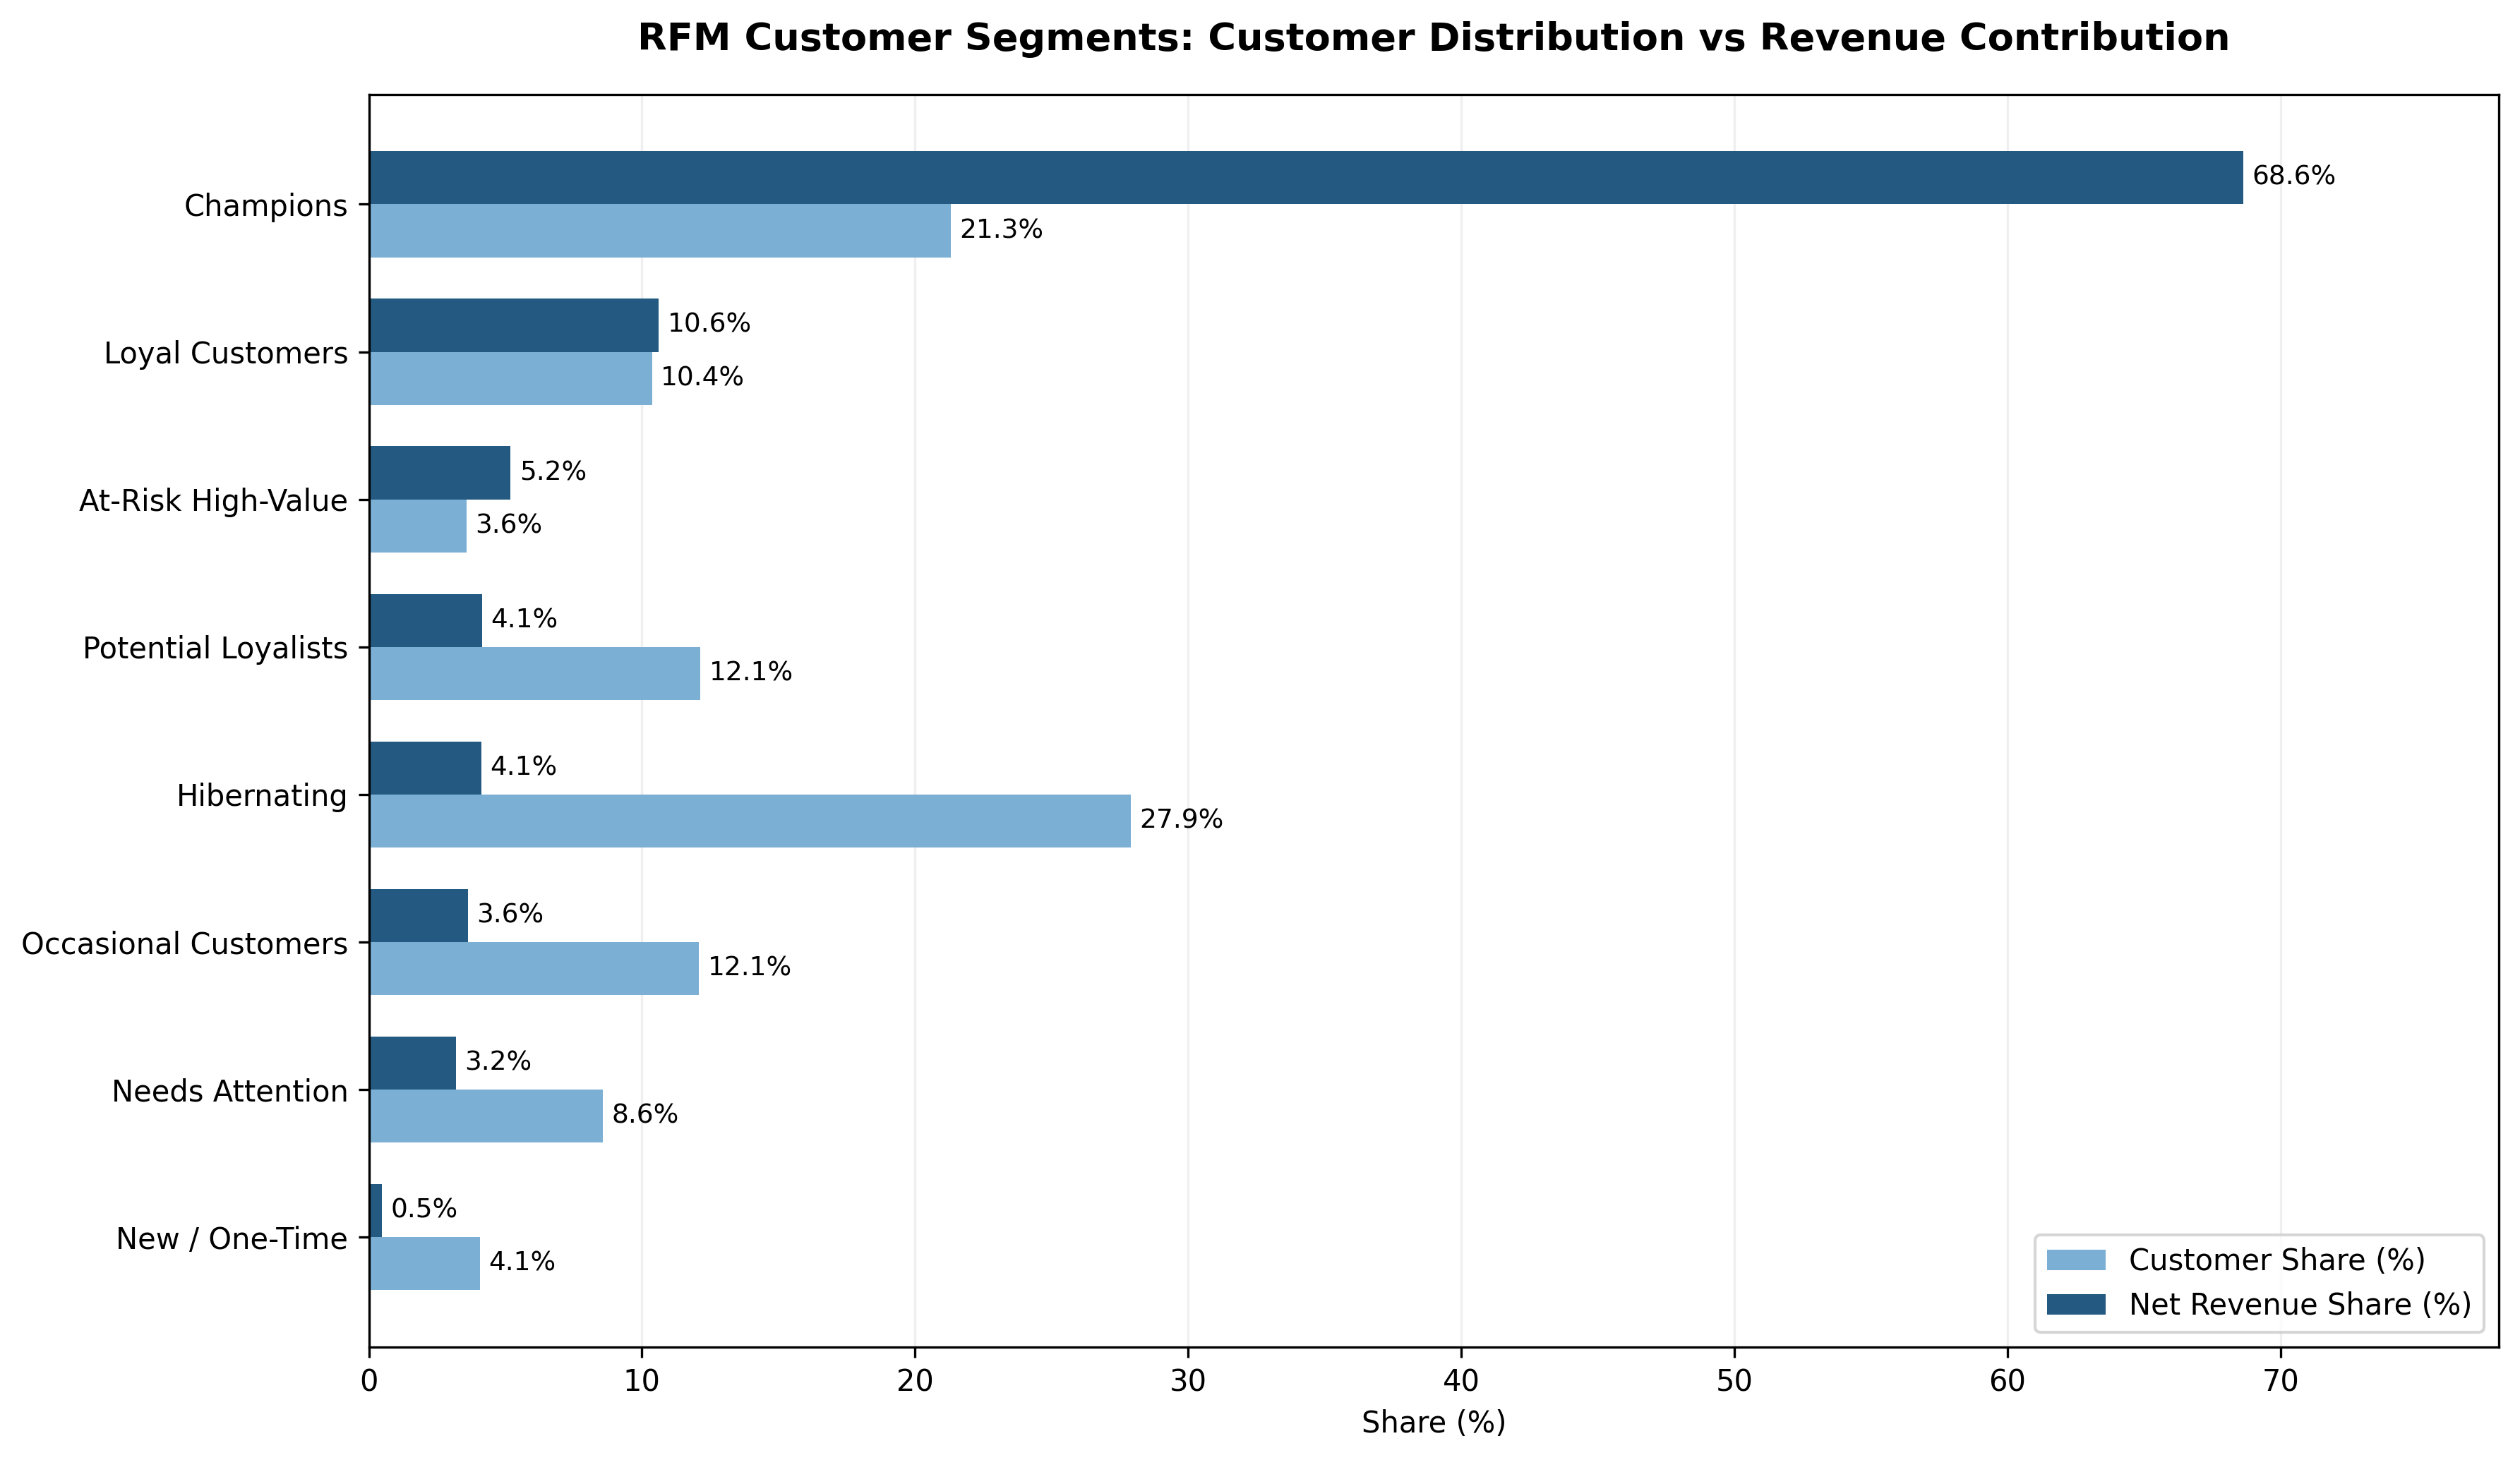 RFM Customer Segments: Customer Distribution vs Revenue Contribution
68.6%
Champions
21.3%
10.6%
Loyal Customers
10.4%
5.2%
At-Risk High-Value
3.6%
4.1%
Potential Loyalists
12.1%
4.1%
Hibernating
27.9%
3.6%
Occasional Customers
12.1%
3.2%
Needs Attention
8.6%
0.5%
New / One-Time
4.1%
Customer Share (%)
Net Revenue Share (%)
0 10 20 30 40 50 60 70
Share (%)